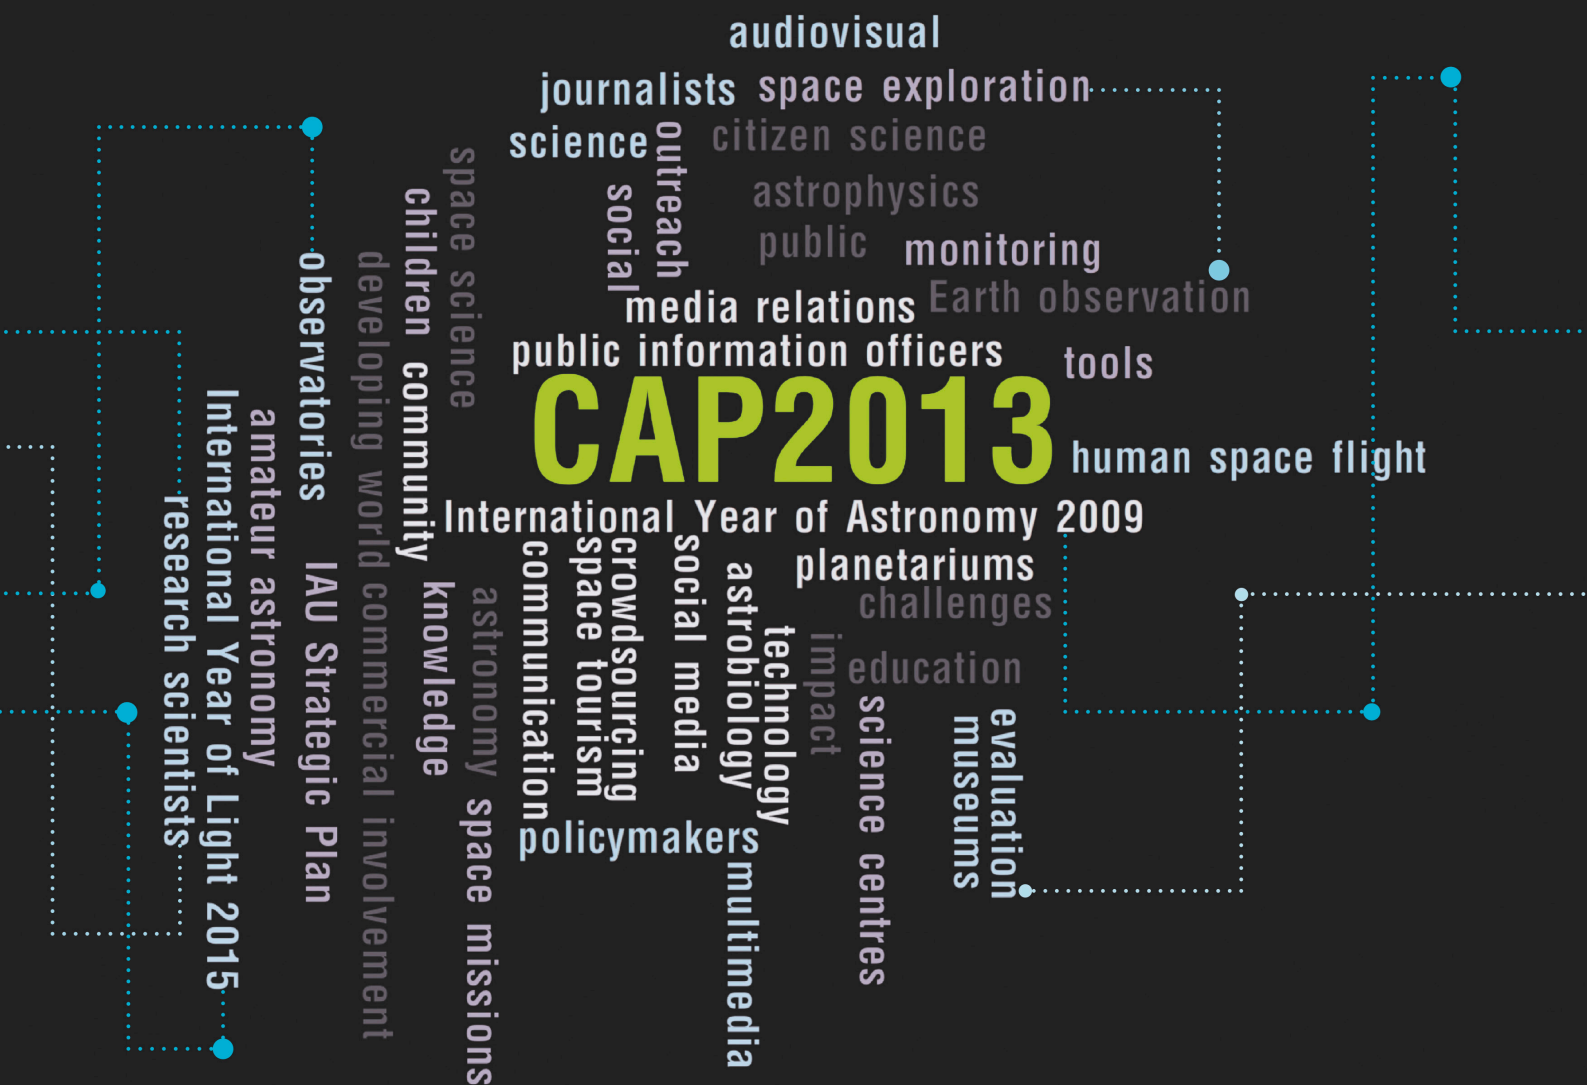 audiovisual
journalists
space exploration
science
outreach
citizen science
space science
social
astrophysics
children
public
monitoring
observatories
developing world
media relations
Earth observation
public information officers
tools
community
CAP2013
International Year of Light 2015
amateur astronomy
human space flight
research scientists
International Year of Astronomy 2009
communication
space tourism
crowdsourcing
social media
planetariums
IAU Strategic Plan
astrobiology
commercial involvement
knowledge
astronomy
challenges
technology
impact
education
science centres
museums
evaluation
space missions
policymakers
multimedia